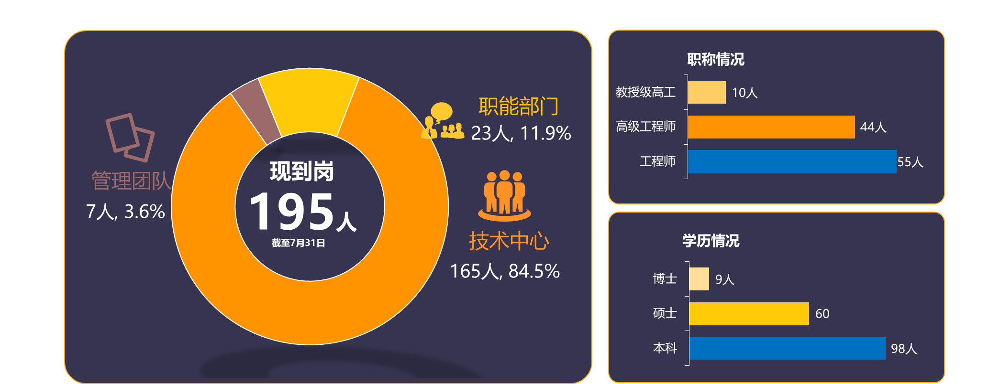 职能部门
23人, 11.9%
管理团队
7人, 3.6%
现到岗
195人
截至7月31日
技术中心
165人, 84.5%
职称情况
教授级高工 10人
高级工程师 44人
工程师 55人
学历情况
博士 9人
硕士 60
本科 98人